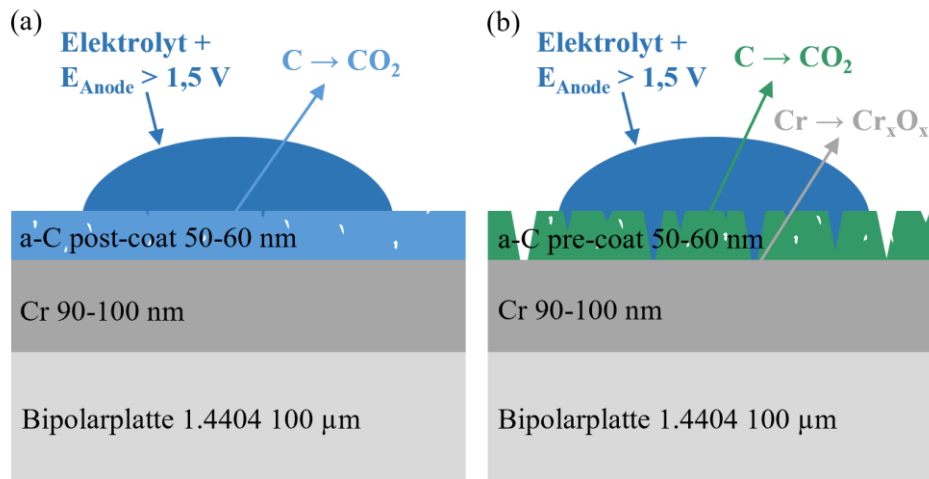 (a)
Elektrolyt +
E_Anode > 1,5 V
C → CO₂
a-C post-coat 50-60 nm
Cr 90-100 nm
Bipolarplatte 1.4404 100 µm
(b)
Elektrolyt +
E_Anode > 1,5 V
C → CO₂
Cr → CrₓOₓ
a-C pre-coat 50-60 nm
Cr 90-100 nm
Bipolarplatte 1.4404 100 µm